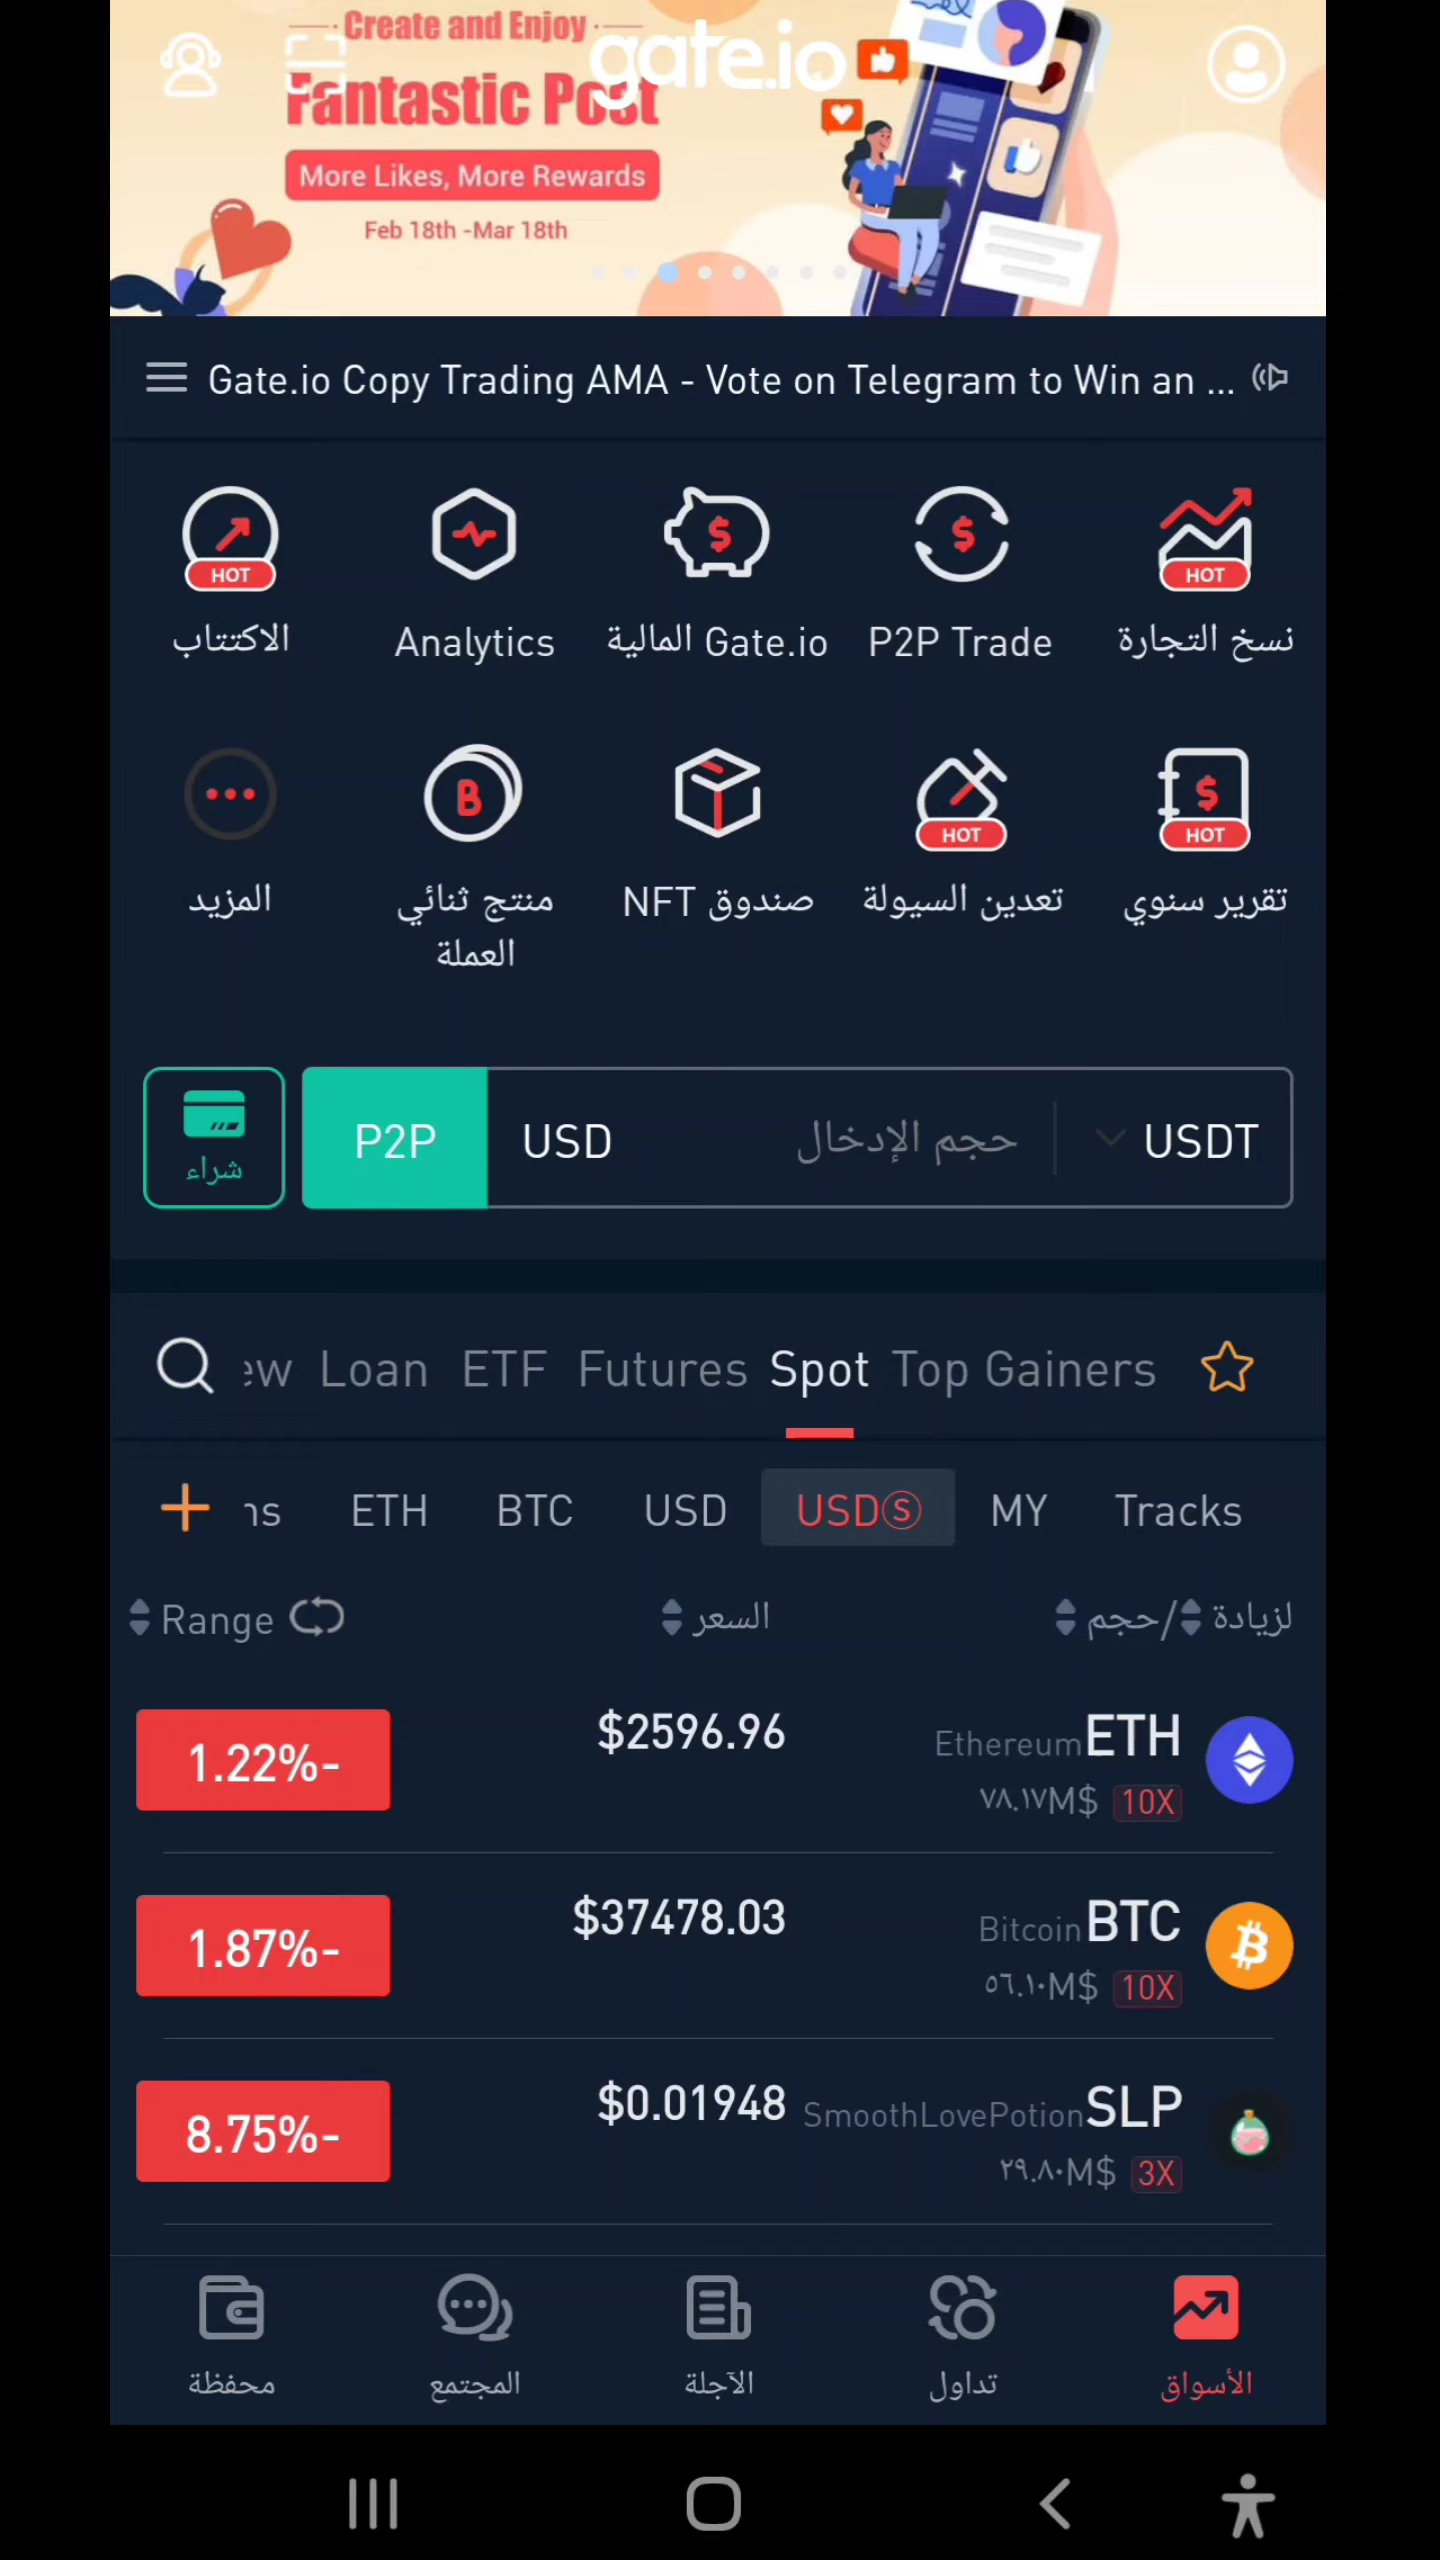 Create and Enjoy
gate.io
Fantastic Post
More Likes, More Rewards
Feb 18th -Mar 18th
Gate.io Copy Trading AMA - Vote on Telegram to Win an ...
HOT
HOT
الاكتتاب
Analytics
Gate.io المالية
P2P Trade
نسخ التجارة
HOT
HOT
المزيد
منتج ثنائي
العملة
صندوق NFT
تعدين السيولة
تقرير سنوي
شراء
P2P
USD
حجم الإدخال
USDT
ew Loan ETF Futures Spot Top Gainers
ns ETH BTC USD USDⓈ MY Tracks
Range
السعر
لزيادة/حجم
1.22%-
$2596.96
Ethereum ETH
٧٨.١٧M$ 10X
1.87%-
$37478.03
Bitcoin BTC
٥٦.١٠M$ 10X
8.75%-
$0.01948
SmoothLovePotion SLP
٢٩.٨٠M$ 3X
محفظة
المجتمع
الآجلة
تداول
الأسواق